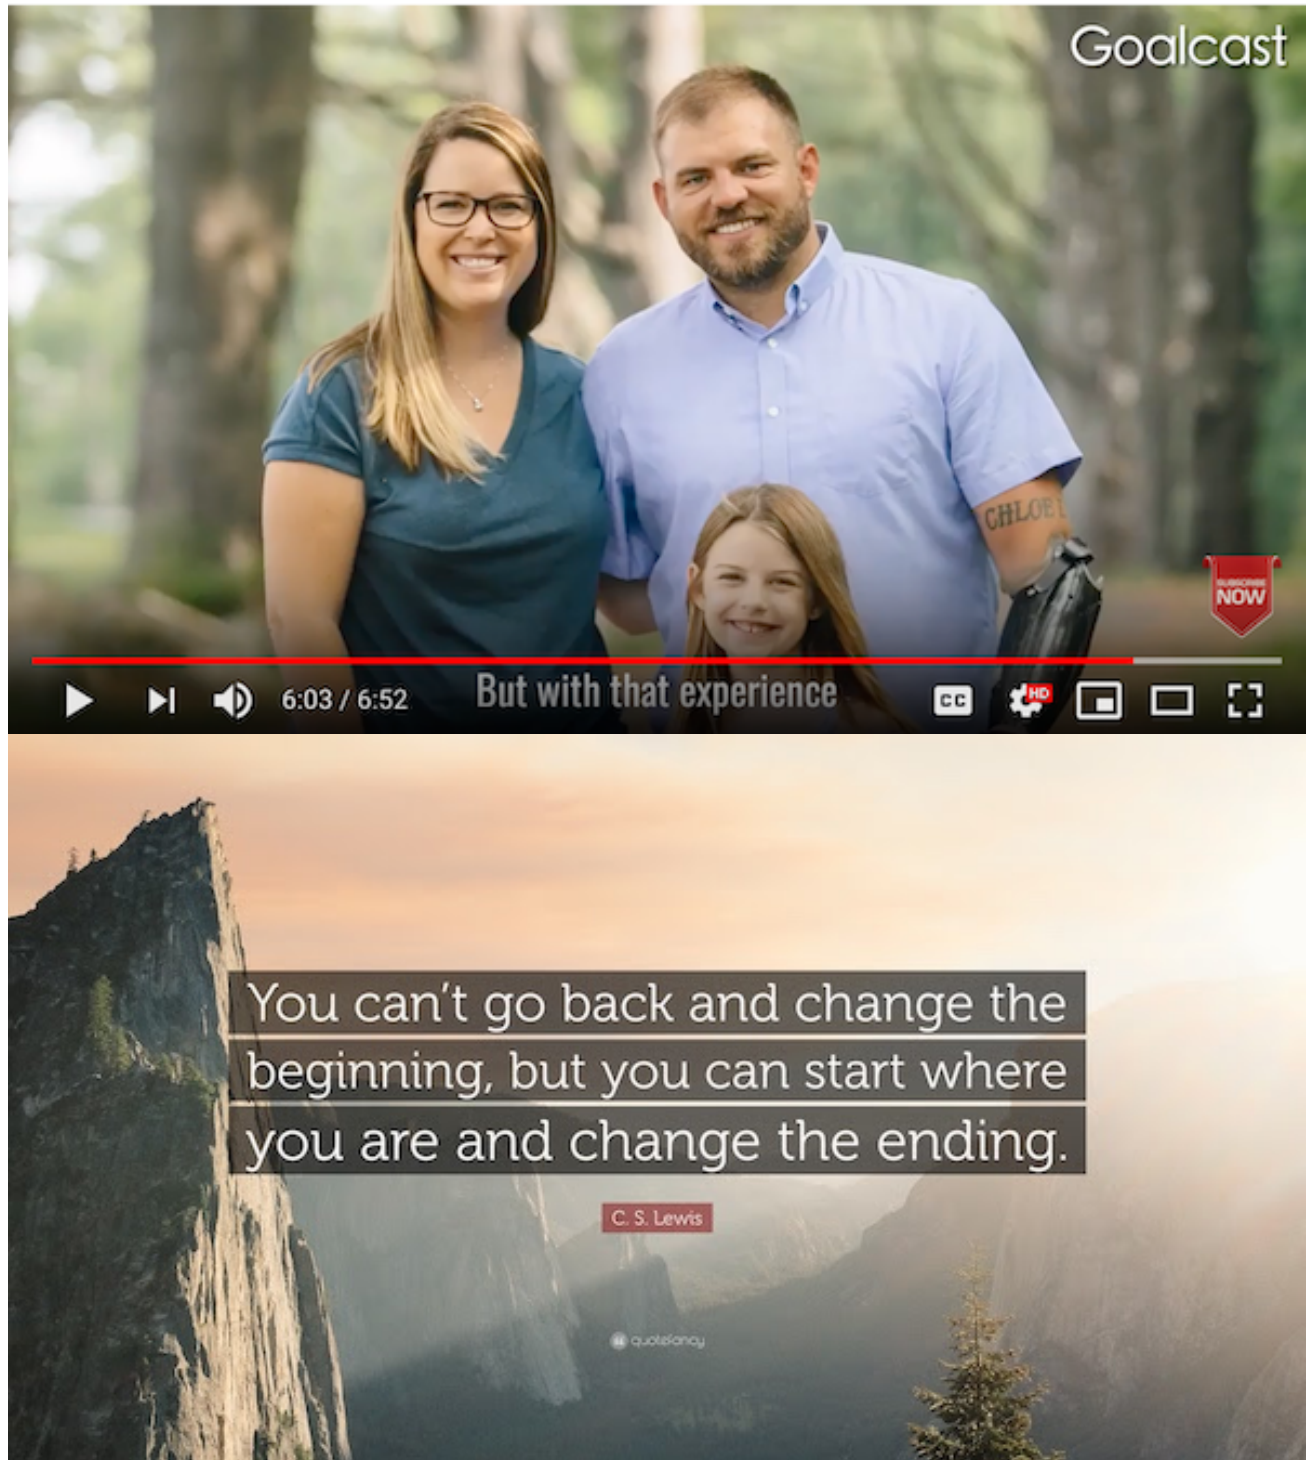 Goalcast
CHLOE
SUBSCRIBE
NOW
6:03 / 6:52
But with that experience
CC
HD
You can't go back and change the
beginning, but you can start where
you are and change the ending.
C. S. Lewis
quotefancy